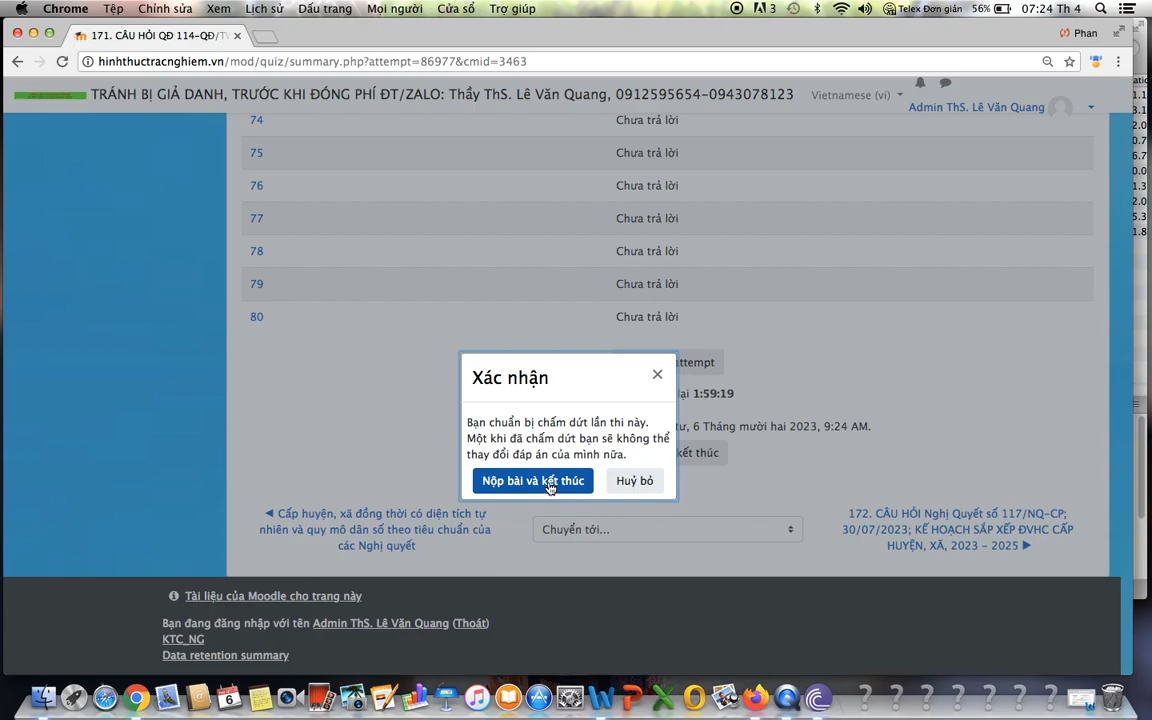 Chrome Tệp Chỉnh sửa Xem Lịch sử Dấu trang Mọi người Cửa sổ Trợ giúp 3 Telex Đơn giản 56% 07:24 Th 4
171. CÂU HỎI QĐ 114-QĐ/TW Phan
hinhthuctracnghiem.vn/mod/quiz/summary.php?attempt=86977&cmid=3463
TRÁNH BỊ GIẢ DANH, TRƯỚC KHI ĐÓNG PHÍ ĐT/ZALO: Thầy ThS. Lê Văn Quang, 0912595654-0943078123 Vietnamese (vi)
Admin ThS. Lê Văn Quang
74 Chưa trả lời
75 Chưa trả lời
76 Chưa trả lời
77 Chưa trả lời
78 Chưa trả lời
79 Chưa trả lời
80 Chưa trả lời
attempt
Xác nhận
lại 1:59:19
Bạn chuẩn bị chấm dứt lần thi này.
Một khi đã chấm dứt bạn sẽ không thể
thay đổi đáp án của mình nữa.
tư, 6 Tháng mười hai 2023, 9:24 AM.
kết thúc
Nộp bài và kết thúc Huỷ bỏ
◄ Cấp huyện, xã đồng thời có diện tích tự
nhiên và quy mô dân số theo tiêu chuẩn của
các Nghị quyết
Chuyển tới...
172. CÂU HỎI Nghị Quyết số 117/NQ-CP;
30/07/2023; KẾ HOẠCH SẮP XẾP ĐVHC CẤP
HUYỆN, XÃ, 2023 – 2025 ►
Tài liệu của Moodle cho trang này
Bạn đang đăng nhập với tên Admin ThS. Lê Văn Quang (Thoát)
KTC_NG
Data retention summary